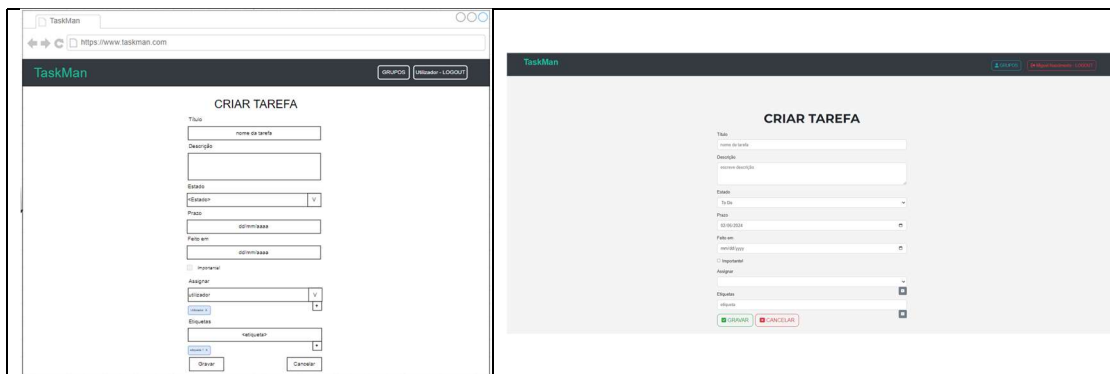 TaskMan
https://www.taskman.com
TaskMan
GRUPOS
Utilizador - LOGOUT
CRIAR TAREFA
Título
nome da tarefa
Descrição
Estado
<Estado>
V
Prazo
dd/mm/aaaa
Feito em
dd/mm/aaaa
Importante!
Assignar
utilizador
V
+
Etiquetas
<etiqueta>
+
Gravar
Cancelar
TaskMan
GRUPOS
LOGOUT
CRIAR TAREFA
Título
nome da tarefa
Descrição
escreve descrição
Estado
To Do
Prazo
Feito em
mm/dd/yyyy
Importante!
Assignar
Etiquetas
etiqueta
GRAVAR
CANCELAR